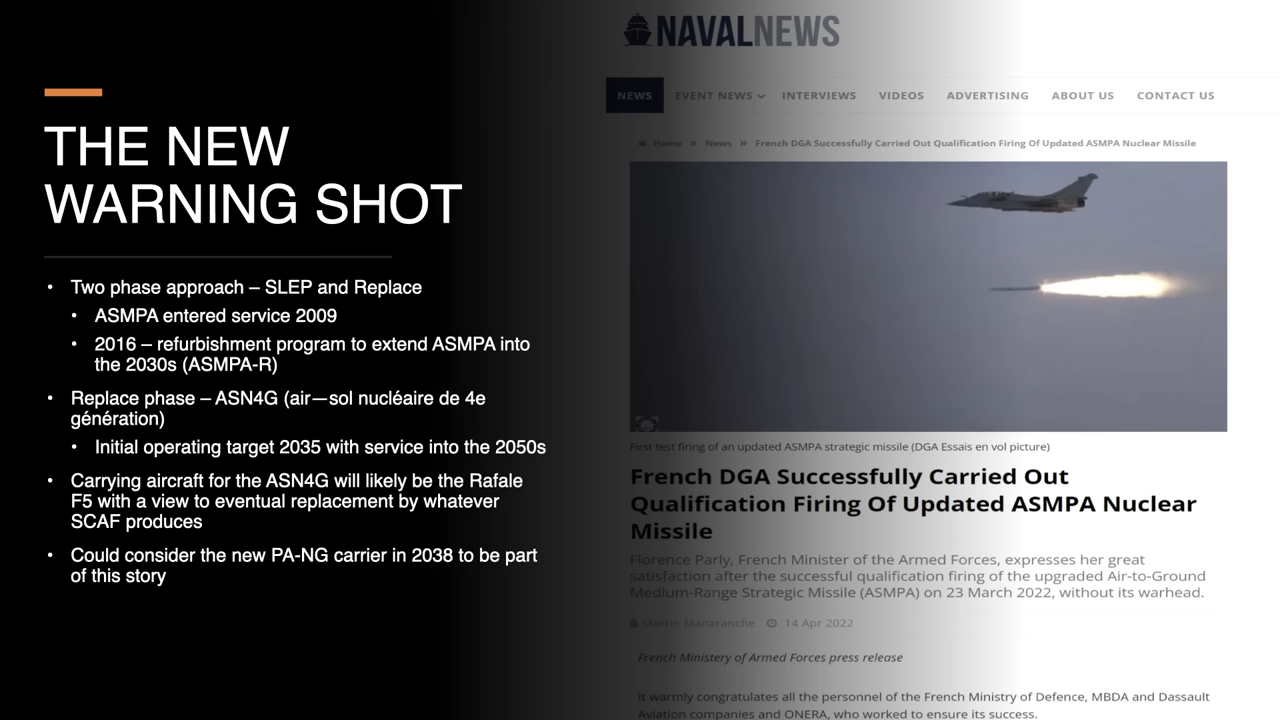 THE NEW
WARNING SHOT
• Two phase approach – SLEP and Replace
• ASMPA entered service 2009
• 2016 – refurbishment program to extend ASMPA into
the 2030s (ASMPA-R)
• Replace phase – ASN4G (air—sol nucléaire de 4e
génération)
• Initial operating target 2035 with service into the 2050s
• Carrying aircraft for the ASN4G will likely be the Rafale
F5 with a view to eventual replacement by whatever
SCAF produces
• Could consider the new PA-NG carrier in 2038 to be part
of this story
NAVALNEWS
NEWS EVENT NEWS INTERVIEWS VIDEOS ADVERTISING ABOUT US CONTACT US
Home » News » French DGA Successfully Carried Out Qualification Firing Of Updated ASMPA Nuclear Missile
First test firing of an updated ASMPA strategic missile (DGA Essais en vol picture)
French DGA Successfully Carried Out
Qualification Firing Of Updated ASMPA Nuclear
Missile
Florence Parly, French Minister of the Armed Forces, expresses her great
satisfaction after the successful qualification firing of the upgraded Air-to-Ground
Medium-Range Strategic Missile (ASMPA) on 23 March 2022, without its warhead.
Martin Manaranche 14 Apr 2022
French Ministery of Armed Forces press release
It warmly congratulates all the personnel of the French Ministry of Defence, MBDA and Dassault
Aviation companies and ONERA, who worked to ensure its success.